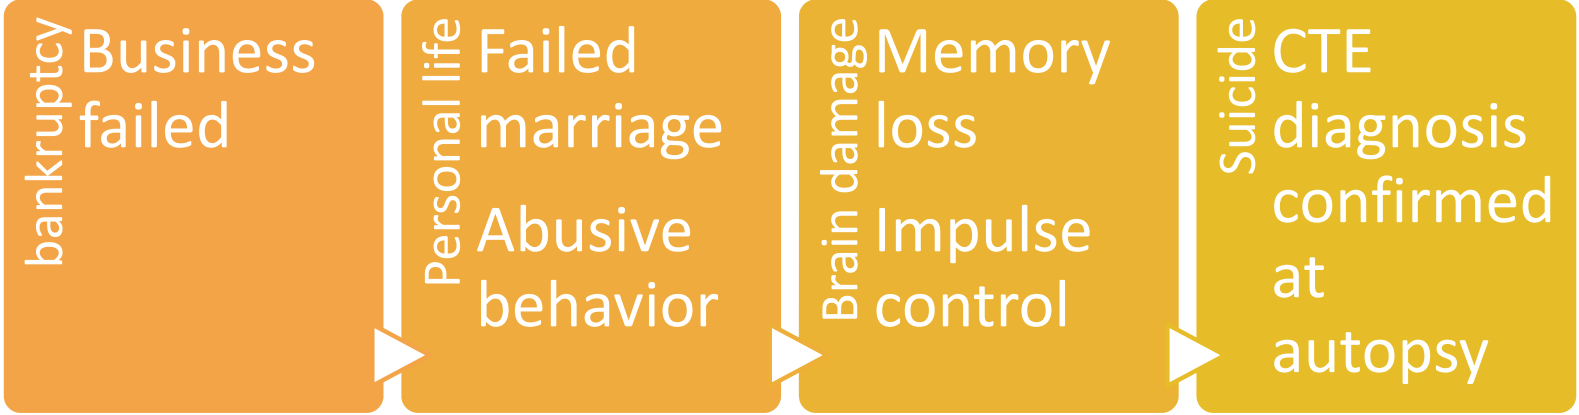 bankruptcy
Business
failed
Personal life
Failed
marriage
Abusive
behavior
Brain damage
Memory
loss
Impulse
control
Suicide
CTE
diagnosis
confirmed
at
autopsy